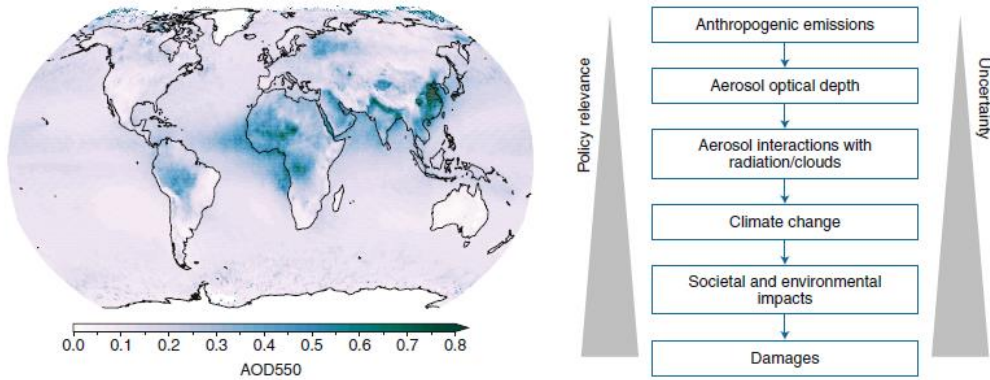 0.0 0.1 0.2 0.3 0.4 0.5 0.6 0.7 0.8
AOD550
Policy relevance
Anthropogenic emissions
Aerosol optical depth
Aerosol interactions with
radiation/clouds
Climate change
Societal and environmental
impacts
Damages
Uncertainty